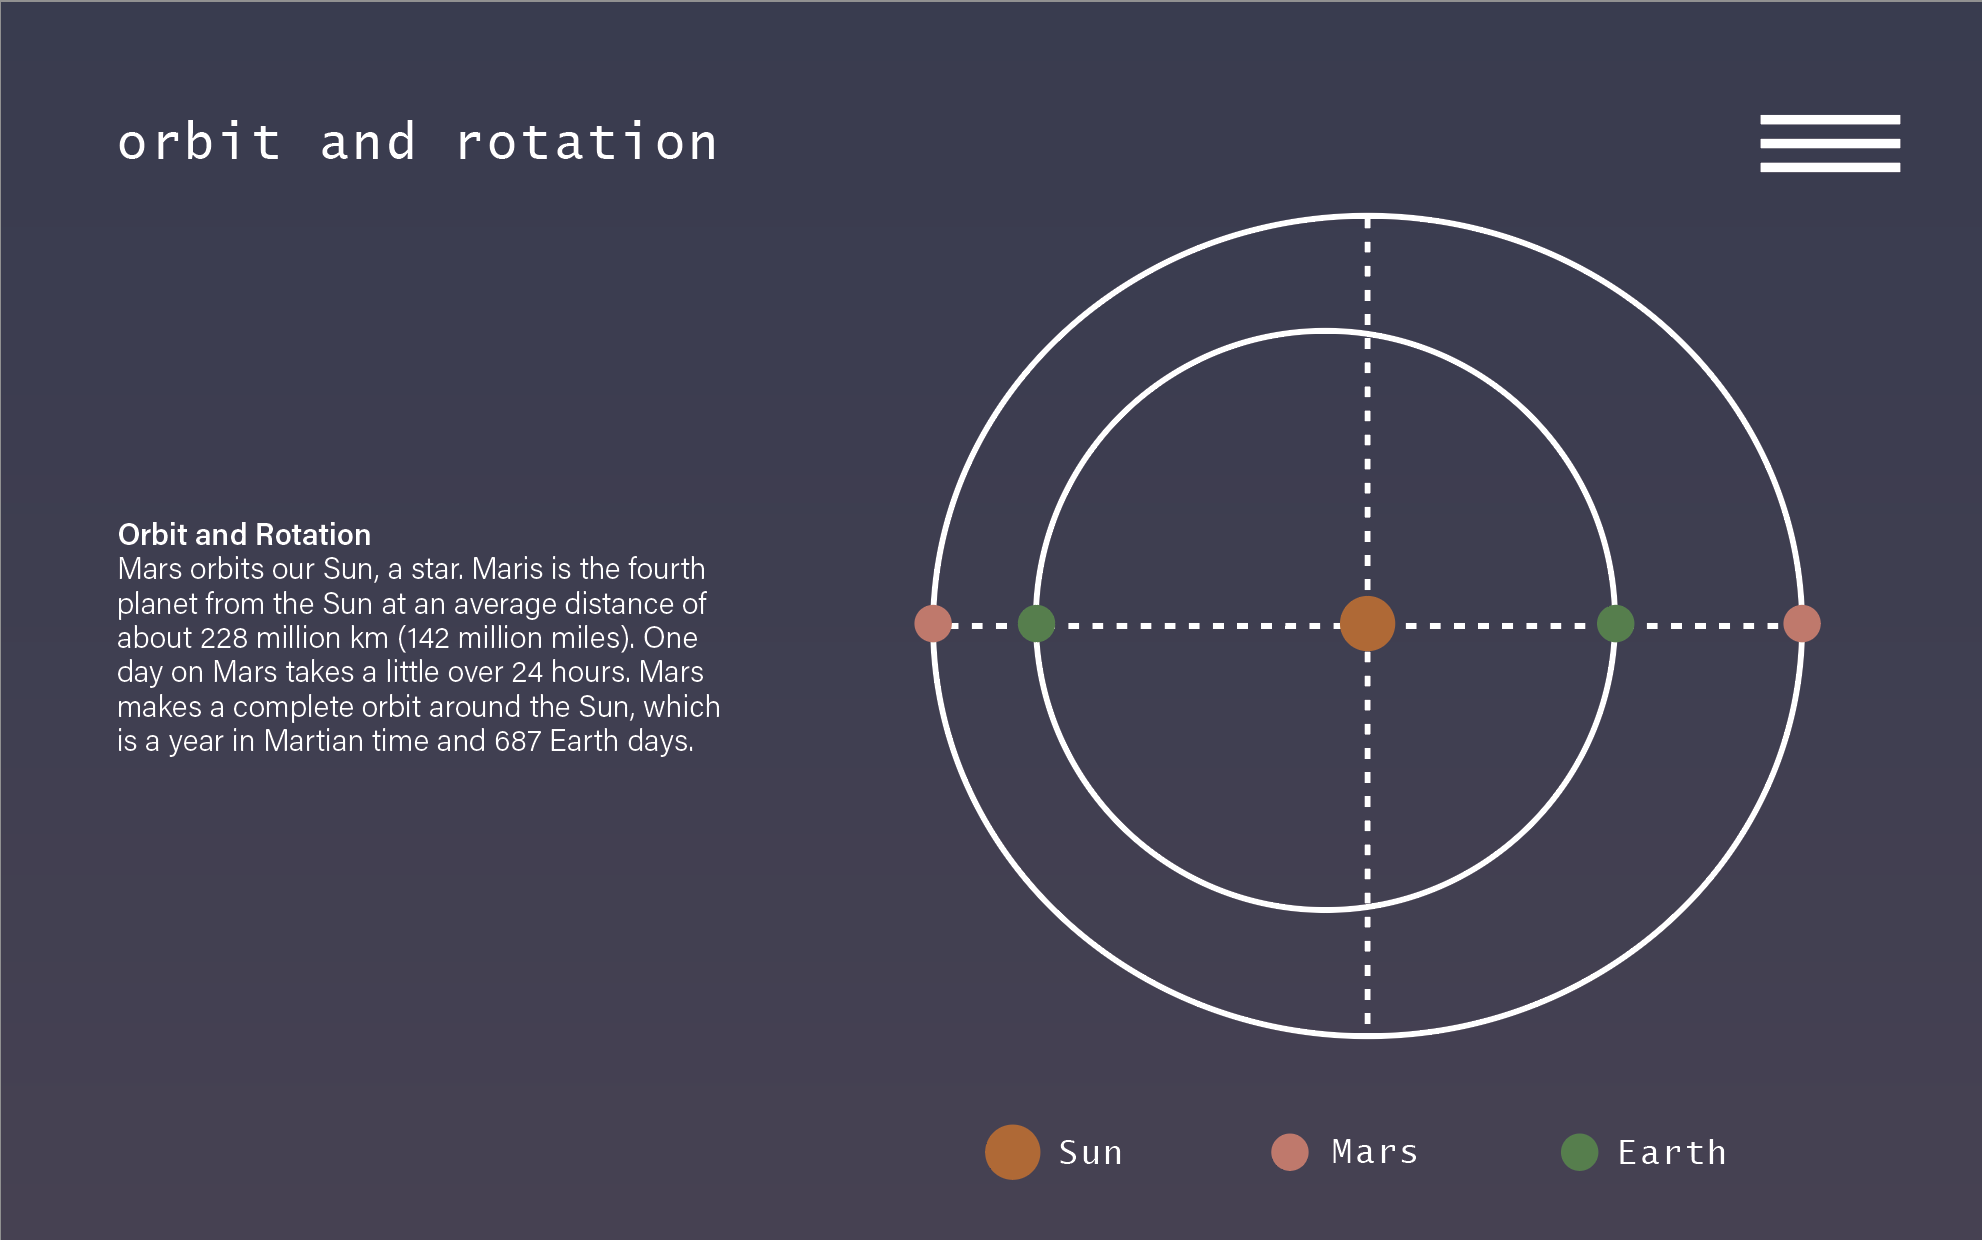 orbit and rotation
Orbit and Rotation
Mars orbits our Sun, a star. Maris is the fourth
planet from the Sun at an average distance of
about 228 million km (142 million miles). One
day on Mars takes a little over 24 hours. Mars
makes a complete orbit around the Sun, which
is a year in Martian time and 687 Earth days.
Sun
Mars
Earth